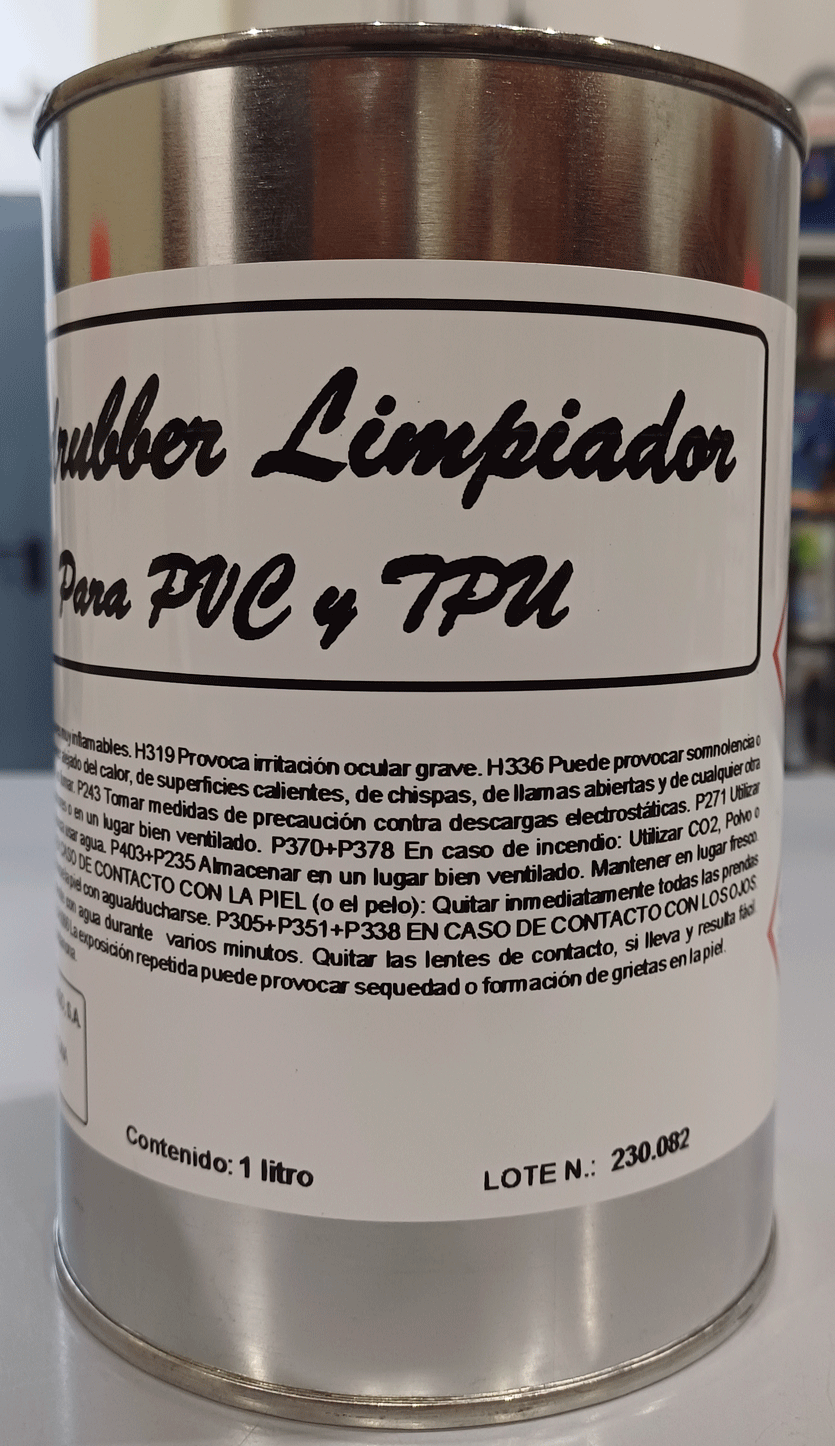 rubber Limpiador
Para PVC y TPU
muy inflamables. H319 Provoca irritación ocular grave. H336 Puede provocar somnolencia o
alejado del calor, de superficies calientes, de chispas, de llamas abiertas y de cualquier otra
fumar. P243 Tomar medidas de precaución contra descargas electrostáticas. P271 Utilizar
o en un lugar bien ventilado. P370+P378 En caso de incendio: Utilizar CO2, Polvo o
usar agua. P403+P235 Almacenar en un lugar bien ventilado. Mantener en lugar fresco.
CASO DE CONTACTO CON LA PIEL (o el pelo): Quitar inmediatamente todas las prendas
la piel con agua/ducharse. P305+P351+P338 EN CASO DE CONTACTO CON LOS OJOS:
con agua durante varios minutos. Quitar las lentes de contacto, si lleva y resulta fácil.
La exposición repetida puede provocar sequedad o formación de grietas en la piel.
S.A.
Contenido: 1 litro
LOTE N.: 230.082